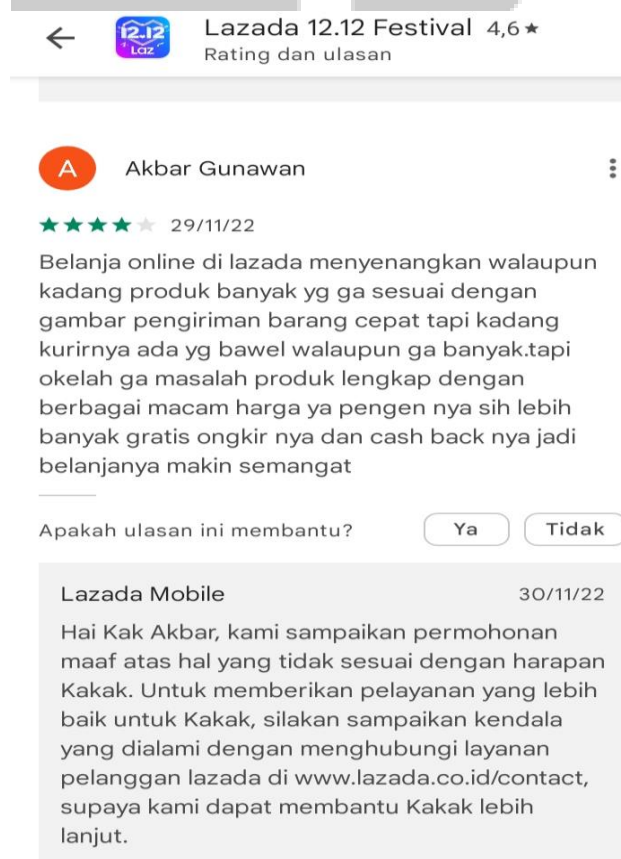 Lazada 12.12 Festival 4,6★
12.12
Laz
Rating dan ulasan
A
Akbar Gunawan
29/11/22
Belanja online di lazada menyenangkan walaupun
kadang produk banyak yg ga sesuai dengan
gambar pengiriman barang cepat tapi kadang
kurirnya ada yg bawel walaupun ga banyak.tapi
okelah ga masalah produk lengkap dengan
berbagai macam harga ya pengen nya sih lebih
banyak gratis ongkir nya dan cash back nya jadi
belanjanya makin semangat
Apakah ulasan ini membantu? Ya Tidak
Lazada Mobile 30/11/22
Hai Kak Akbar, kami sampaikan permohonan
maaf atas hal yang tidak sesuai dengan harapan
Kakak. Untuk memberikan pelayanan yang lebih
baik untuk Kakak, silakan sampaikan kendala
yang dialami dengan menghubungi layanan
pelanggan lazada di www.lazada.co.id/contact,
supaya kami dapat membantu Kakak lebih
lanjut.